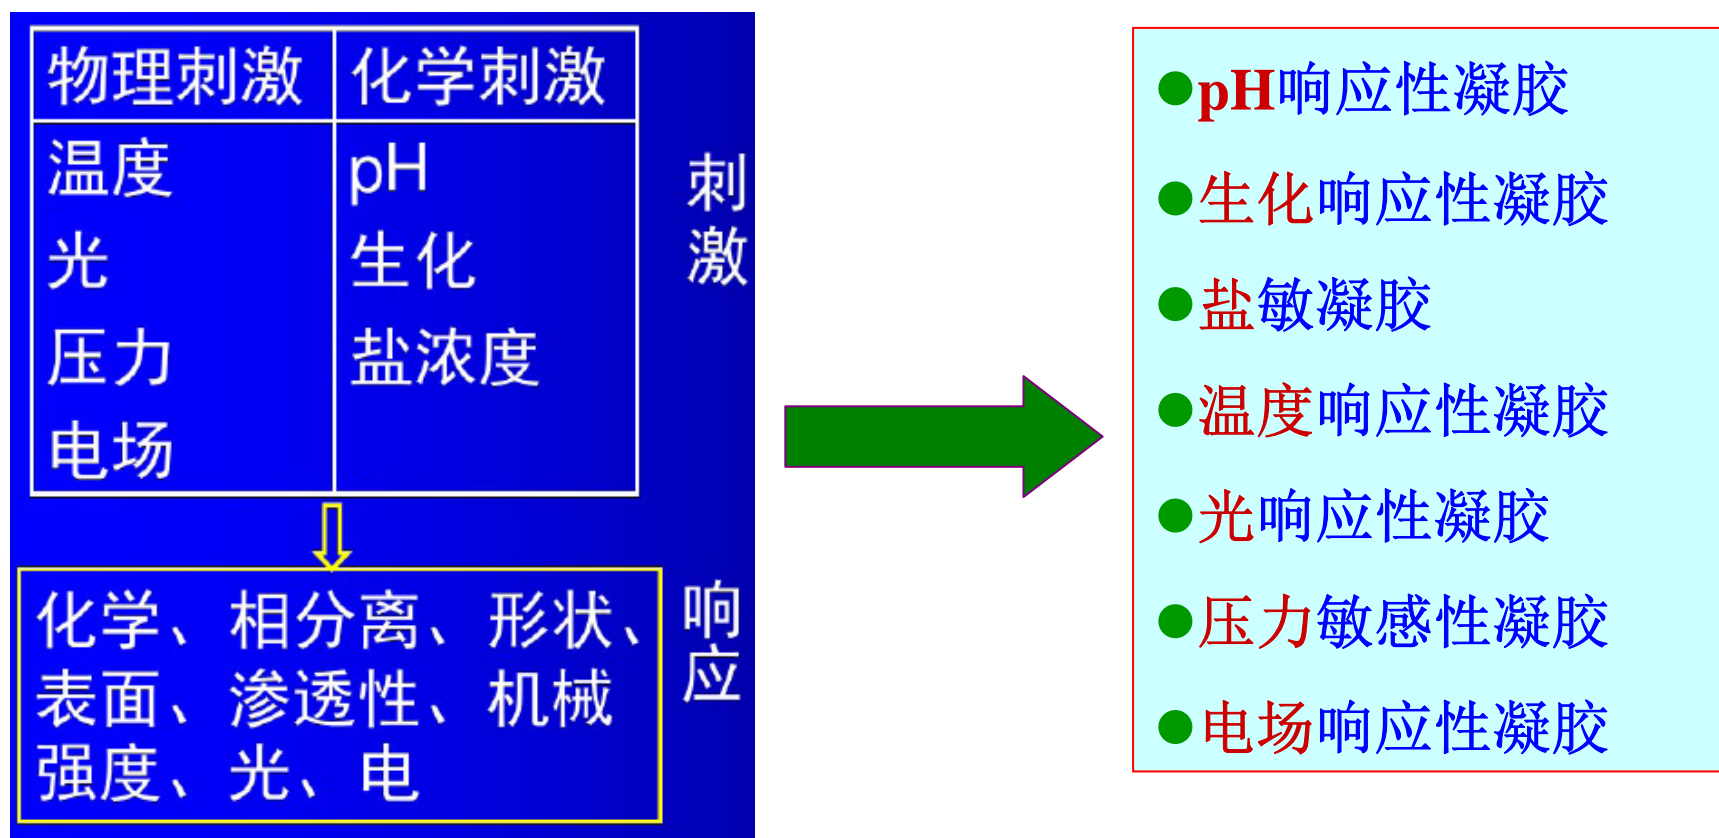 物理刺激 化学刺激
温度 pH
光 生化
压力 盐浓度
电场
刺激
化学、相分离、形状、
表面、渗透性、机械
强度、光、电
响应
●pH响应性凝胶
●生化响应性凝胶
●盐敏凝胶
●温度响应性凝胶
●光响应性凝胶
●压力敏感性凝胶
●电场响应性凝胶